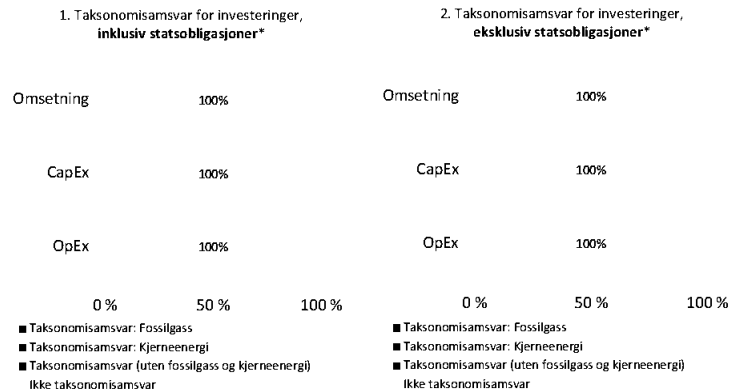 1. Taksonomisamsvar for investeringer,
inklusiv statsobligasjoner*
Omsetning 100%
CapEx 100%
OpEx 100%
0 % 50 % 100 %
■ Taksonomisamsvar: Fossilgass
■ Taksonomisamsvar: Kjerneenergi
■ Taksonomisamsvar (uten fossilgass og kjerneenergi)
Ikke taksonomisamsvar
2. Taksonomisamsvar for investeringer,
eksklusiv statsobligasjoner*
Omsetning 100%
CapEx 100%
OpEx 100%
0 % 50 % 100 %
■ Taksonomisamsvar: Fossilgass
■ Taksonomisamsvar: Kjerneenergi
■ Taksonomisamsvar (uten fossilgass og kjerneenergi)
Ikke taksonomisamsvar